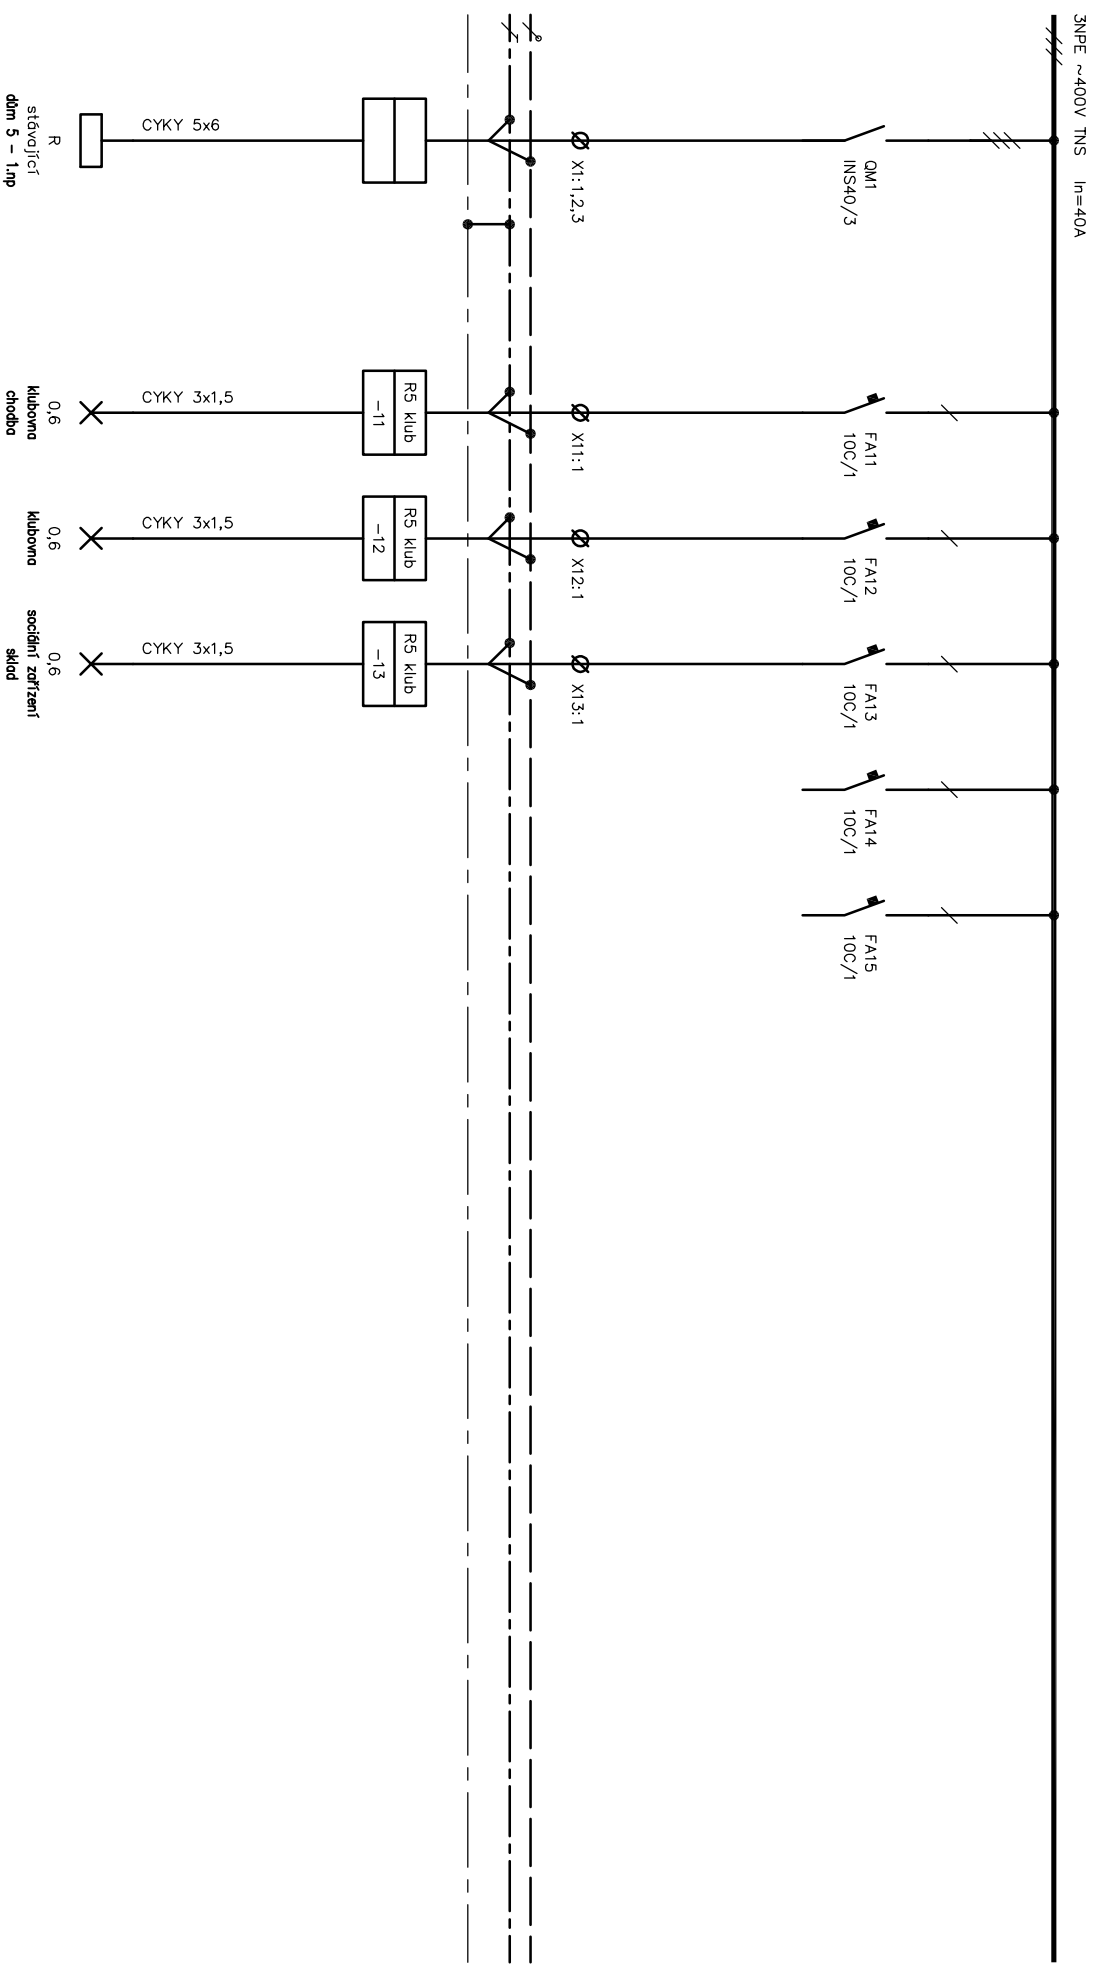 3NPE ~400V TNS In=40A
QM1
INS40/3
X1:1,2,3
CYKY 5x6
R
stávající
dům 5 - 1.np
FA11
10C/1
X11:1
R5 klub
-11
CYKY 3x1,5
0,6
klubovna
chodba
FA12
10C/1
X12:1
R5 klub
-12
CYKY 3x1,5
0,6
klubovna
FA13
10C/1
X13:1
R5 klub
-13
CYKY 3x1,5
0,6
sociální zařízení
sklad
FA14
10C/1
FA15
10C/1